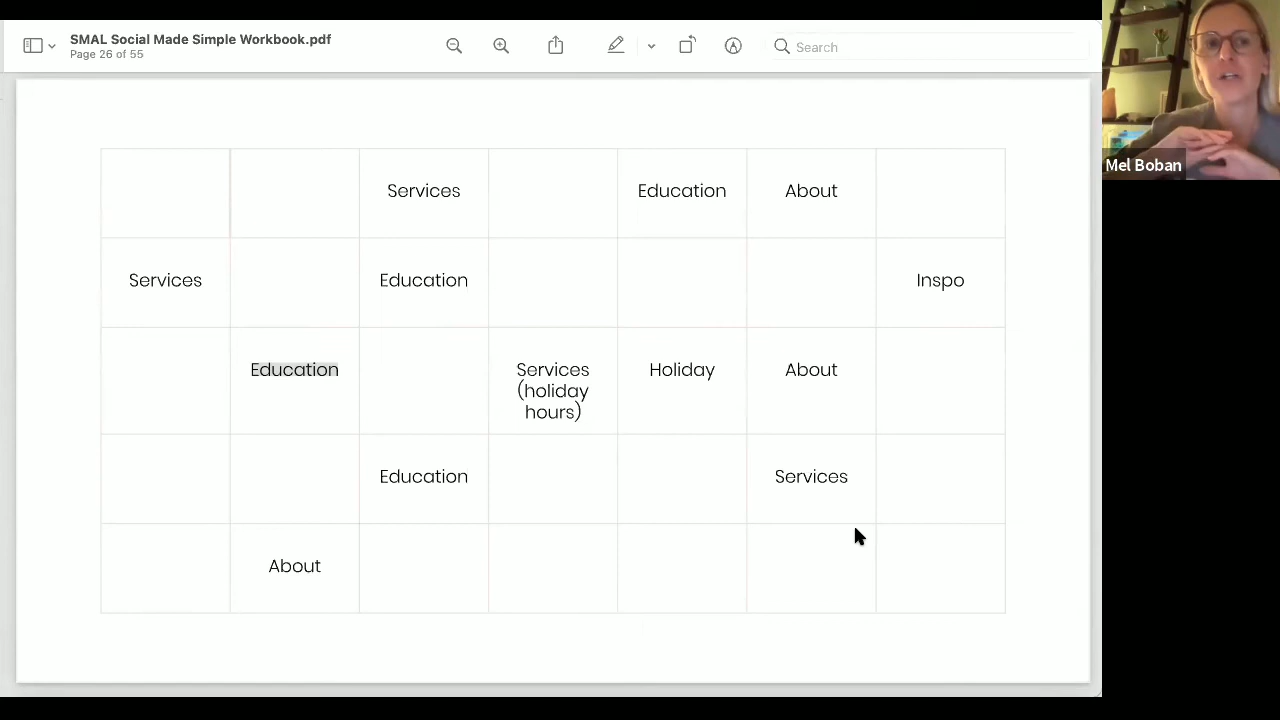 SMAL Social Made Simple Workbook.pdf
Page 26 of 55
Search
Mel Boban
Services
Education
About
Services
Education
Inspo
Education
Services
(holiday
hours)
Holiday
About
Education
Services
About